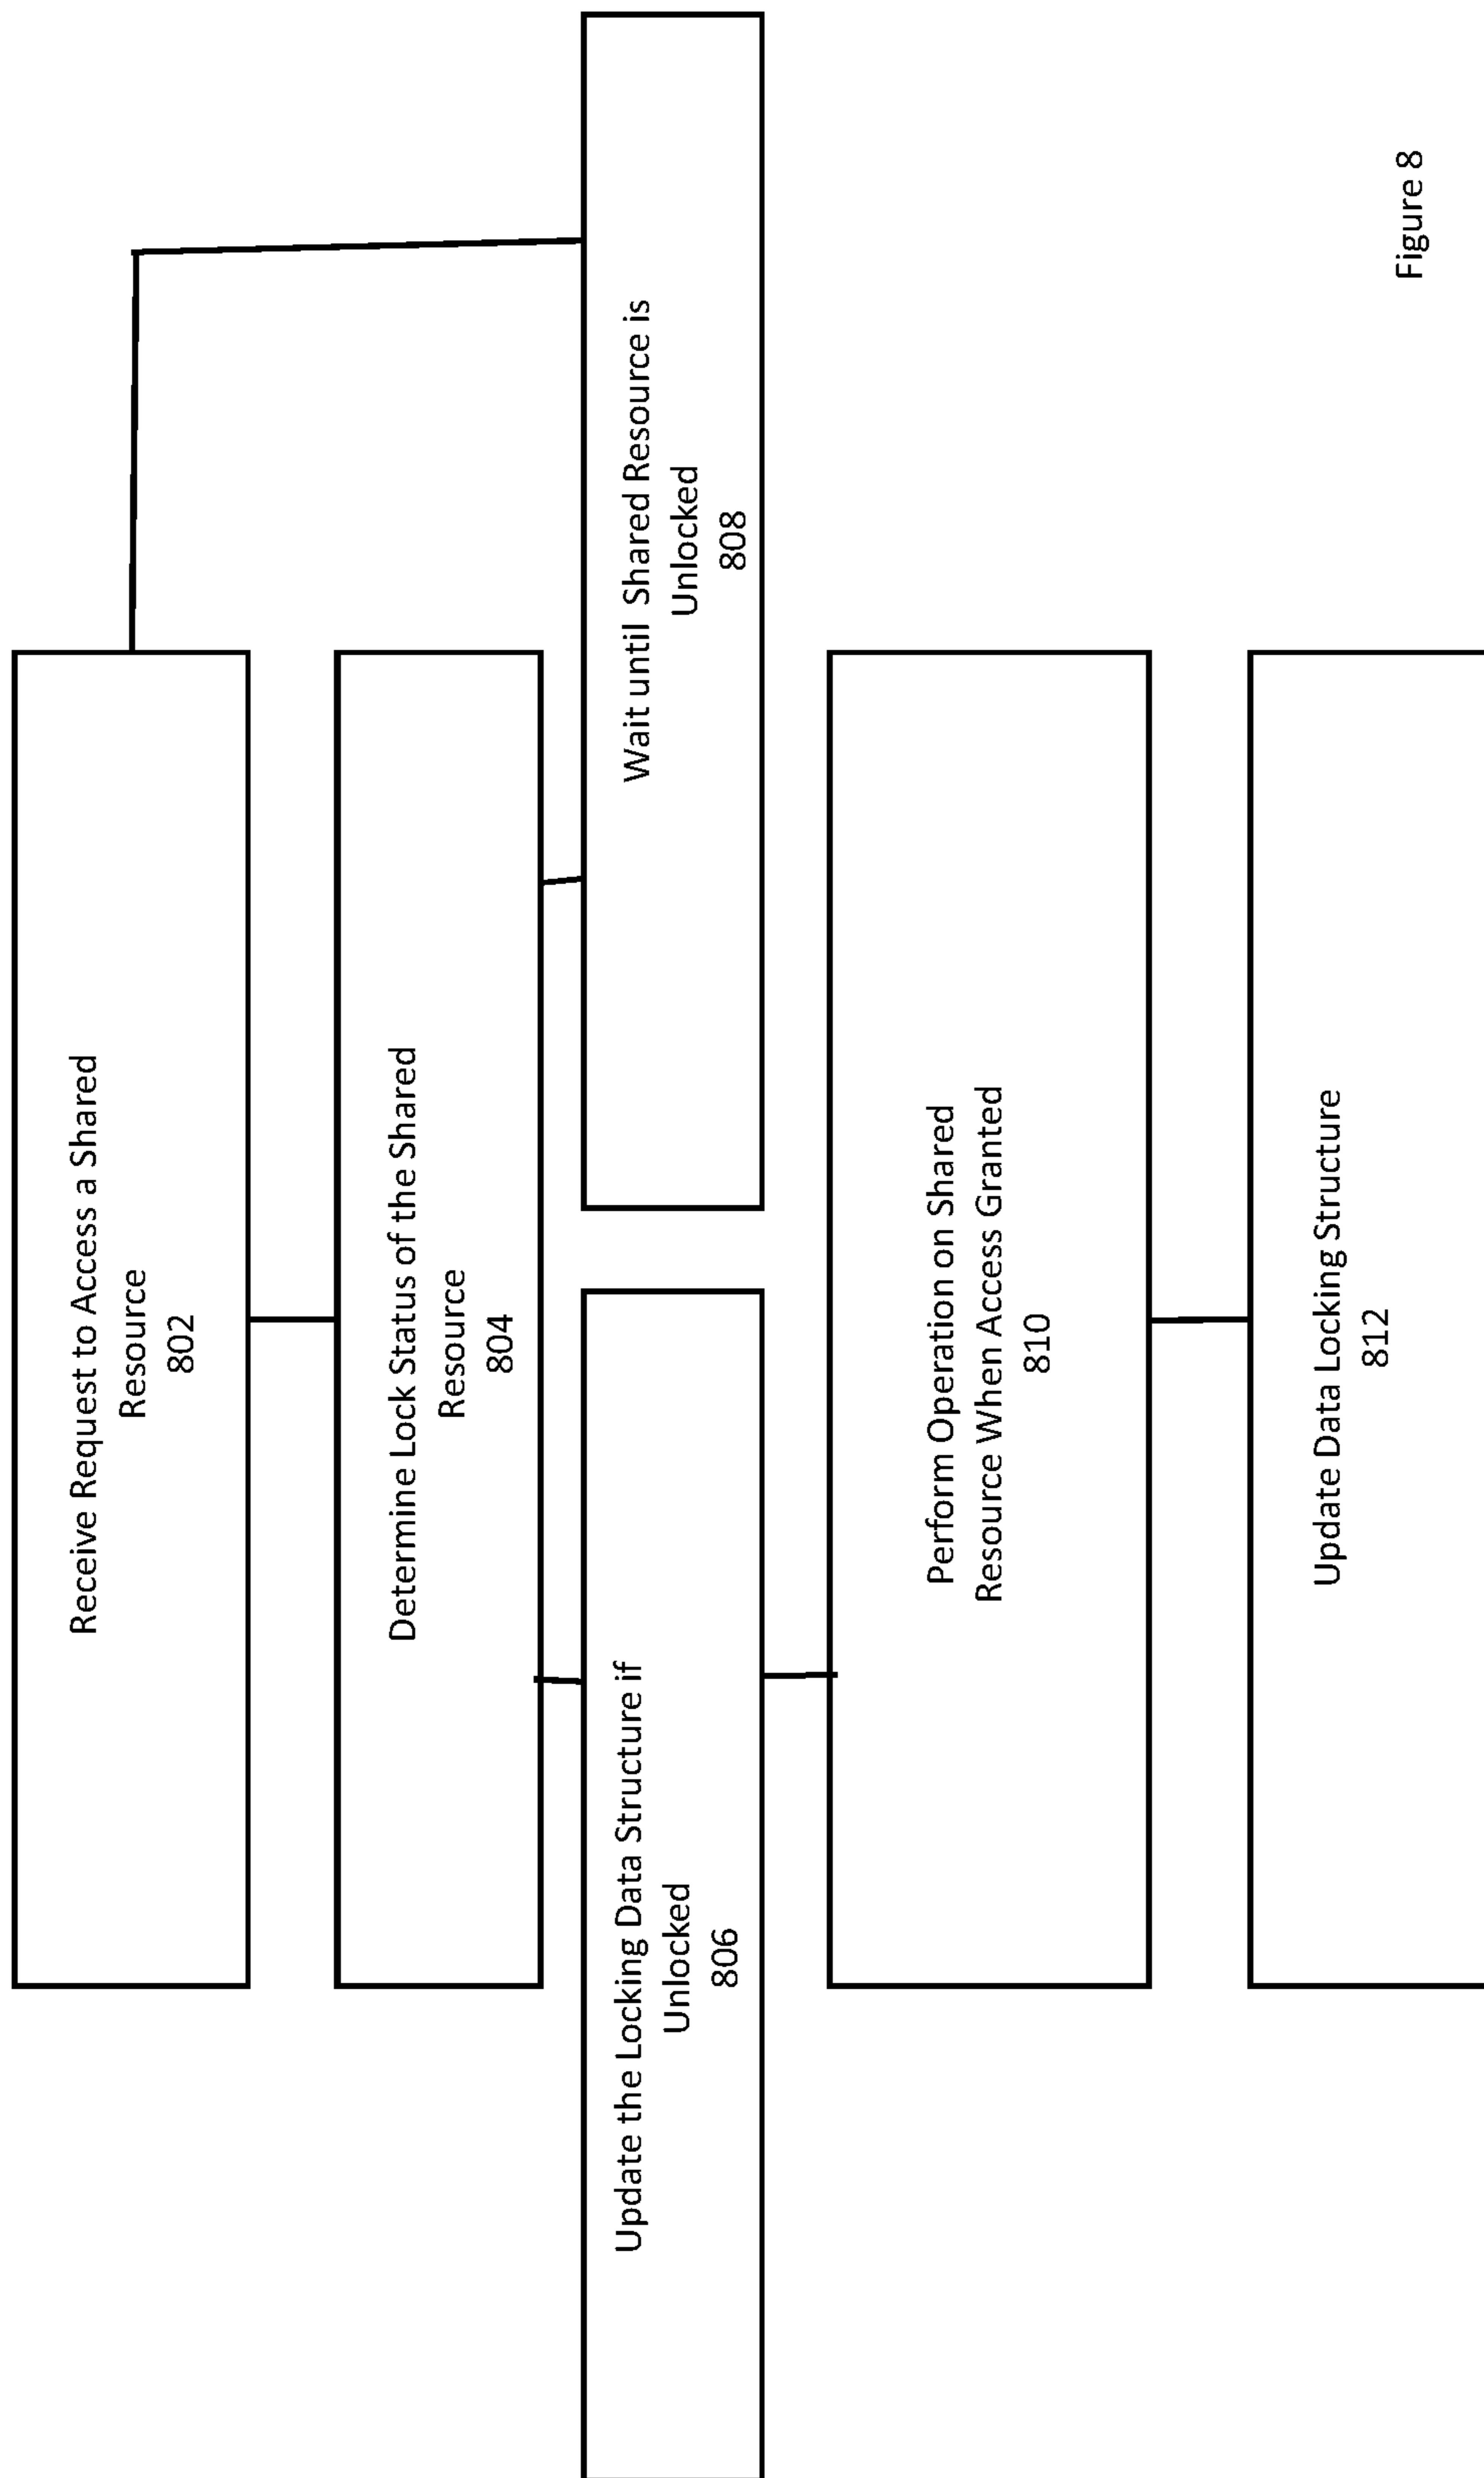 Receive Request to Access a Shared
Resource
802
Determine Lock Status of the Shared
Resource
804
Update the Locking Data Structure if
Unlocked
806
Wait until Shared Resource is
Unlocked
808
Perform Operation on Shared
Resource When Access Granted
810
Update Data Locking Structure
812
Figure 8